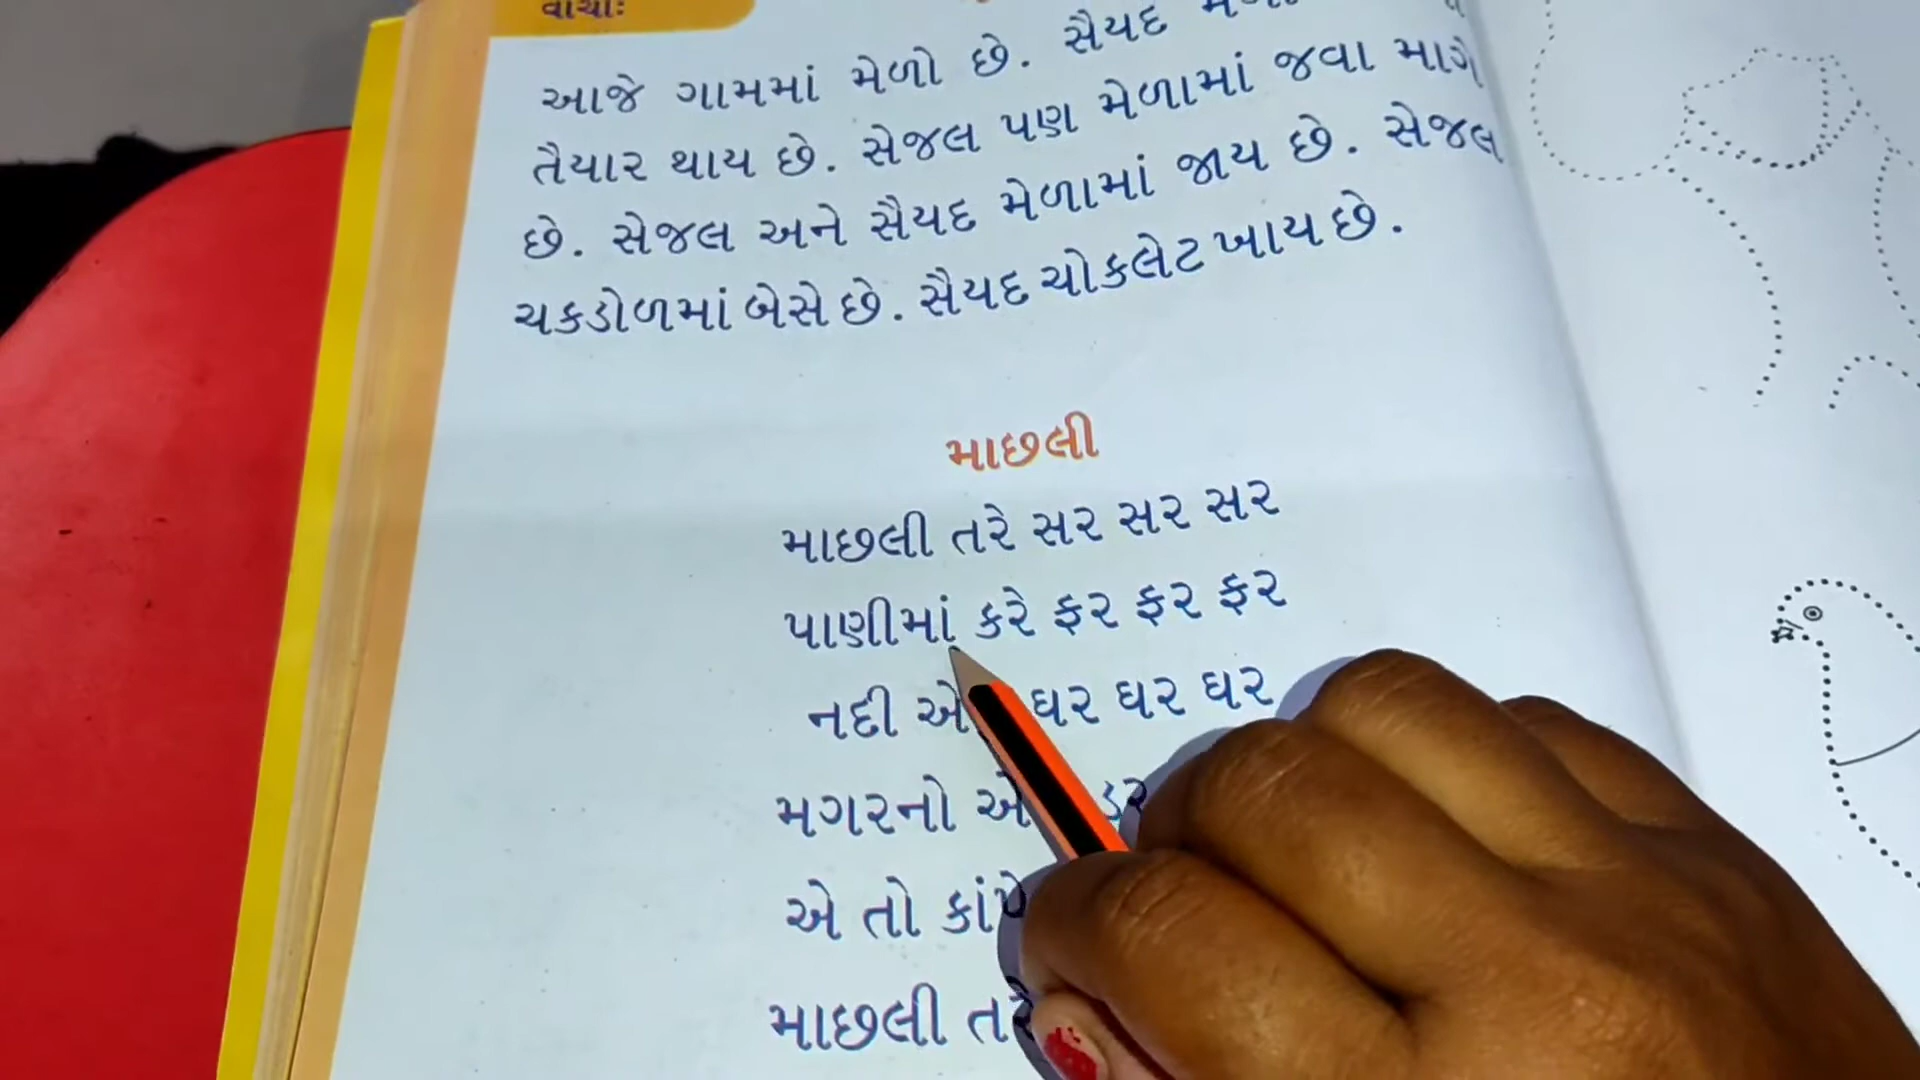 વાચો:
આજે ગામમાં મેળો છે. સૈયદ
તૈયાર થાય છે. સેજલ પણ મેળામાં જવા માગે
છે. સેજલ અને સૈયદ મેળામાં જાય છે. સેજલ
ચકડોળમાં બેસે છે. સૈયદ ચોકલેટ ખાય છે.
માછલી
માછલી તરે સર સર સર
પાણીમાં કરે ફર ફર ફર
નદી ઘર ઘર ઘર
મગરનો
એ તો કાંપે
માછલી તરે